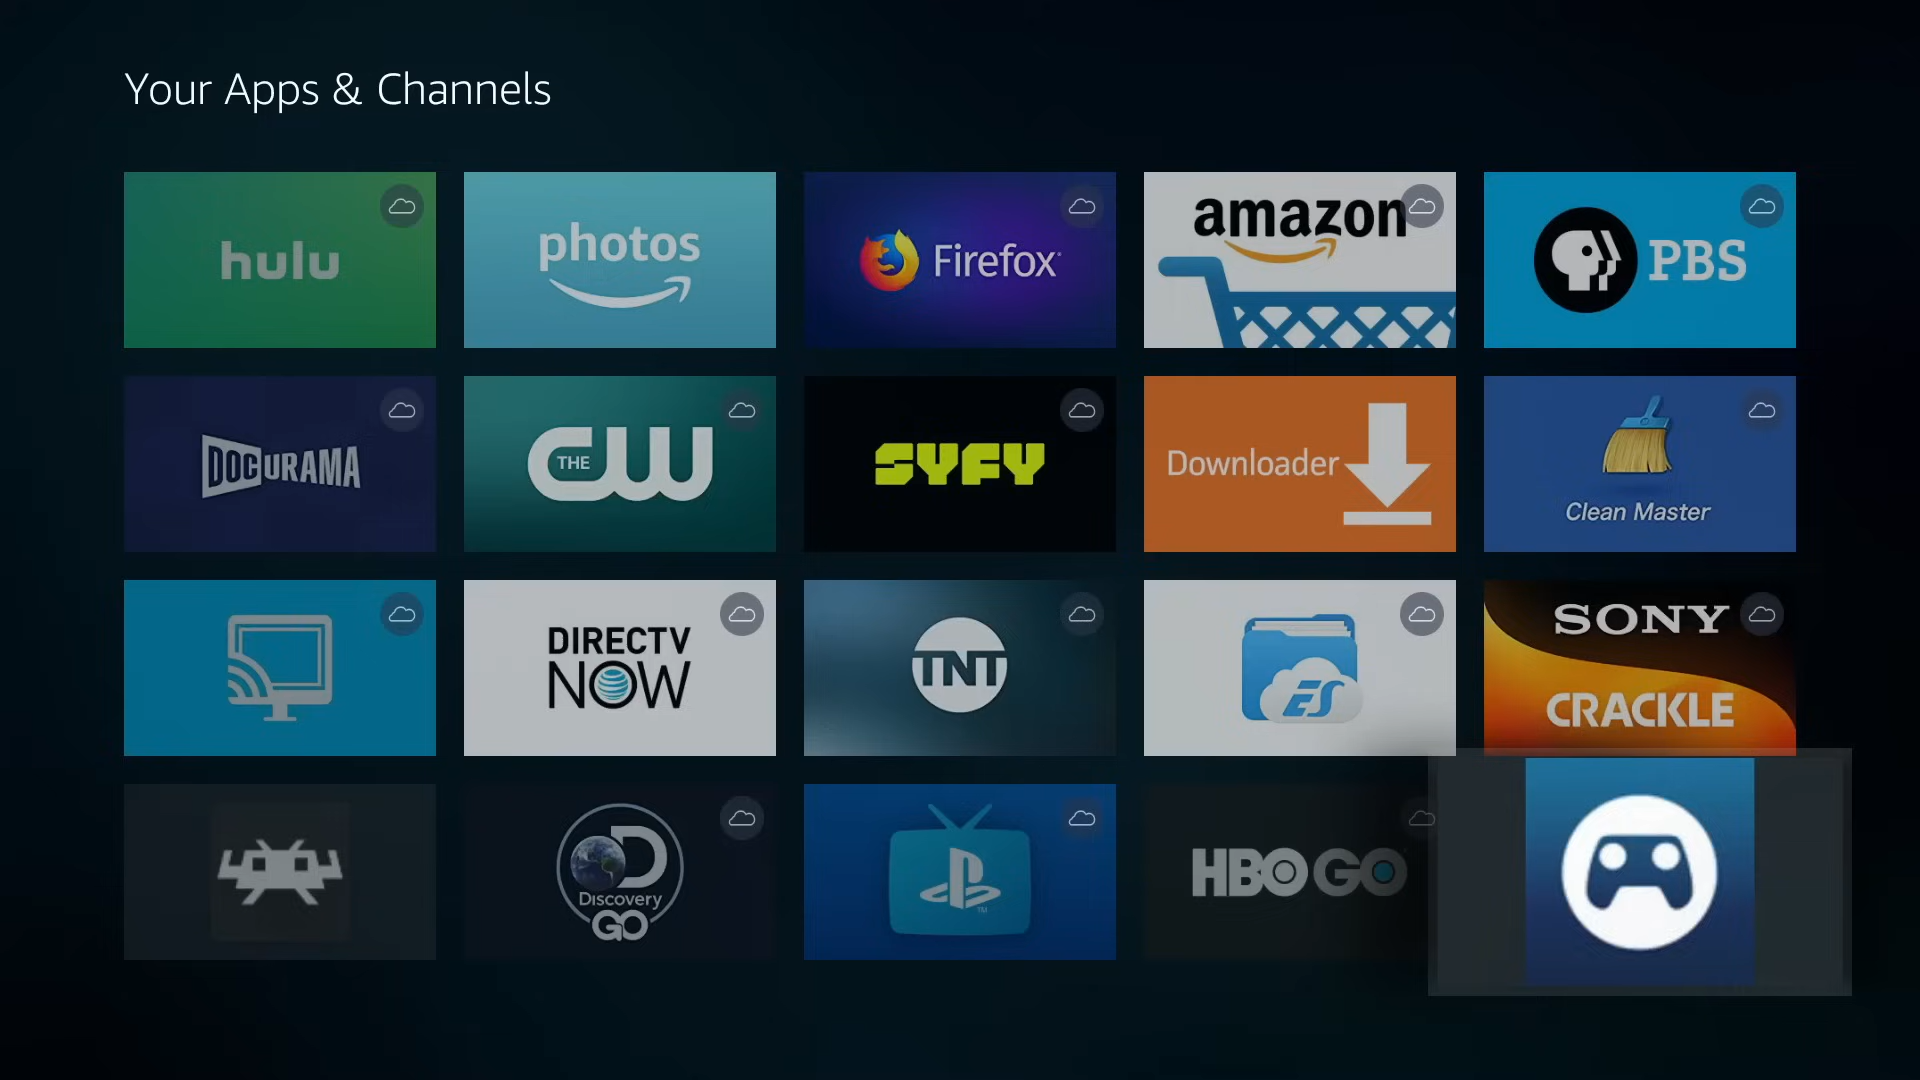 Your Apps & Channels
hulu
photos
Firefox
amazon
PBS
DOCURAMA
THE CW
SYFY
Downloader
Clean Master
DIRECTV
NOW
TNT
ES
SONY
CRACKLE
Discovery
GO
HBO GO